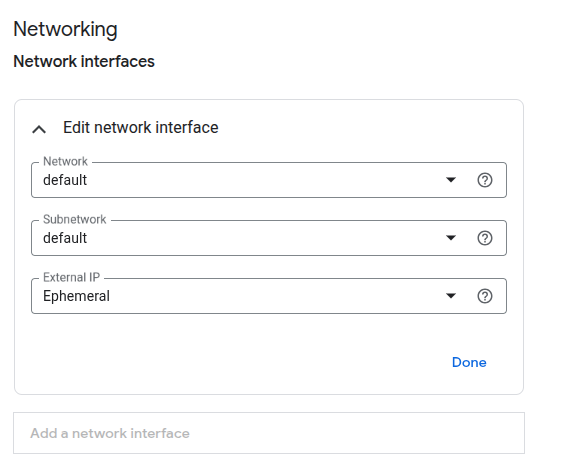 Networking
Network interfaces
Edit network interface
Network
default
Subnetwork
default
External IP
Ephemeral
Done
Add a network interface